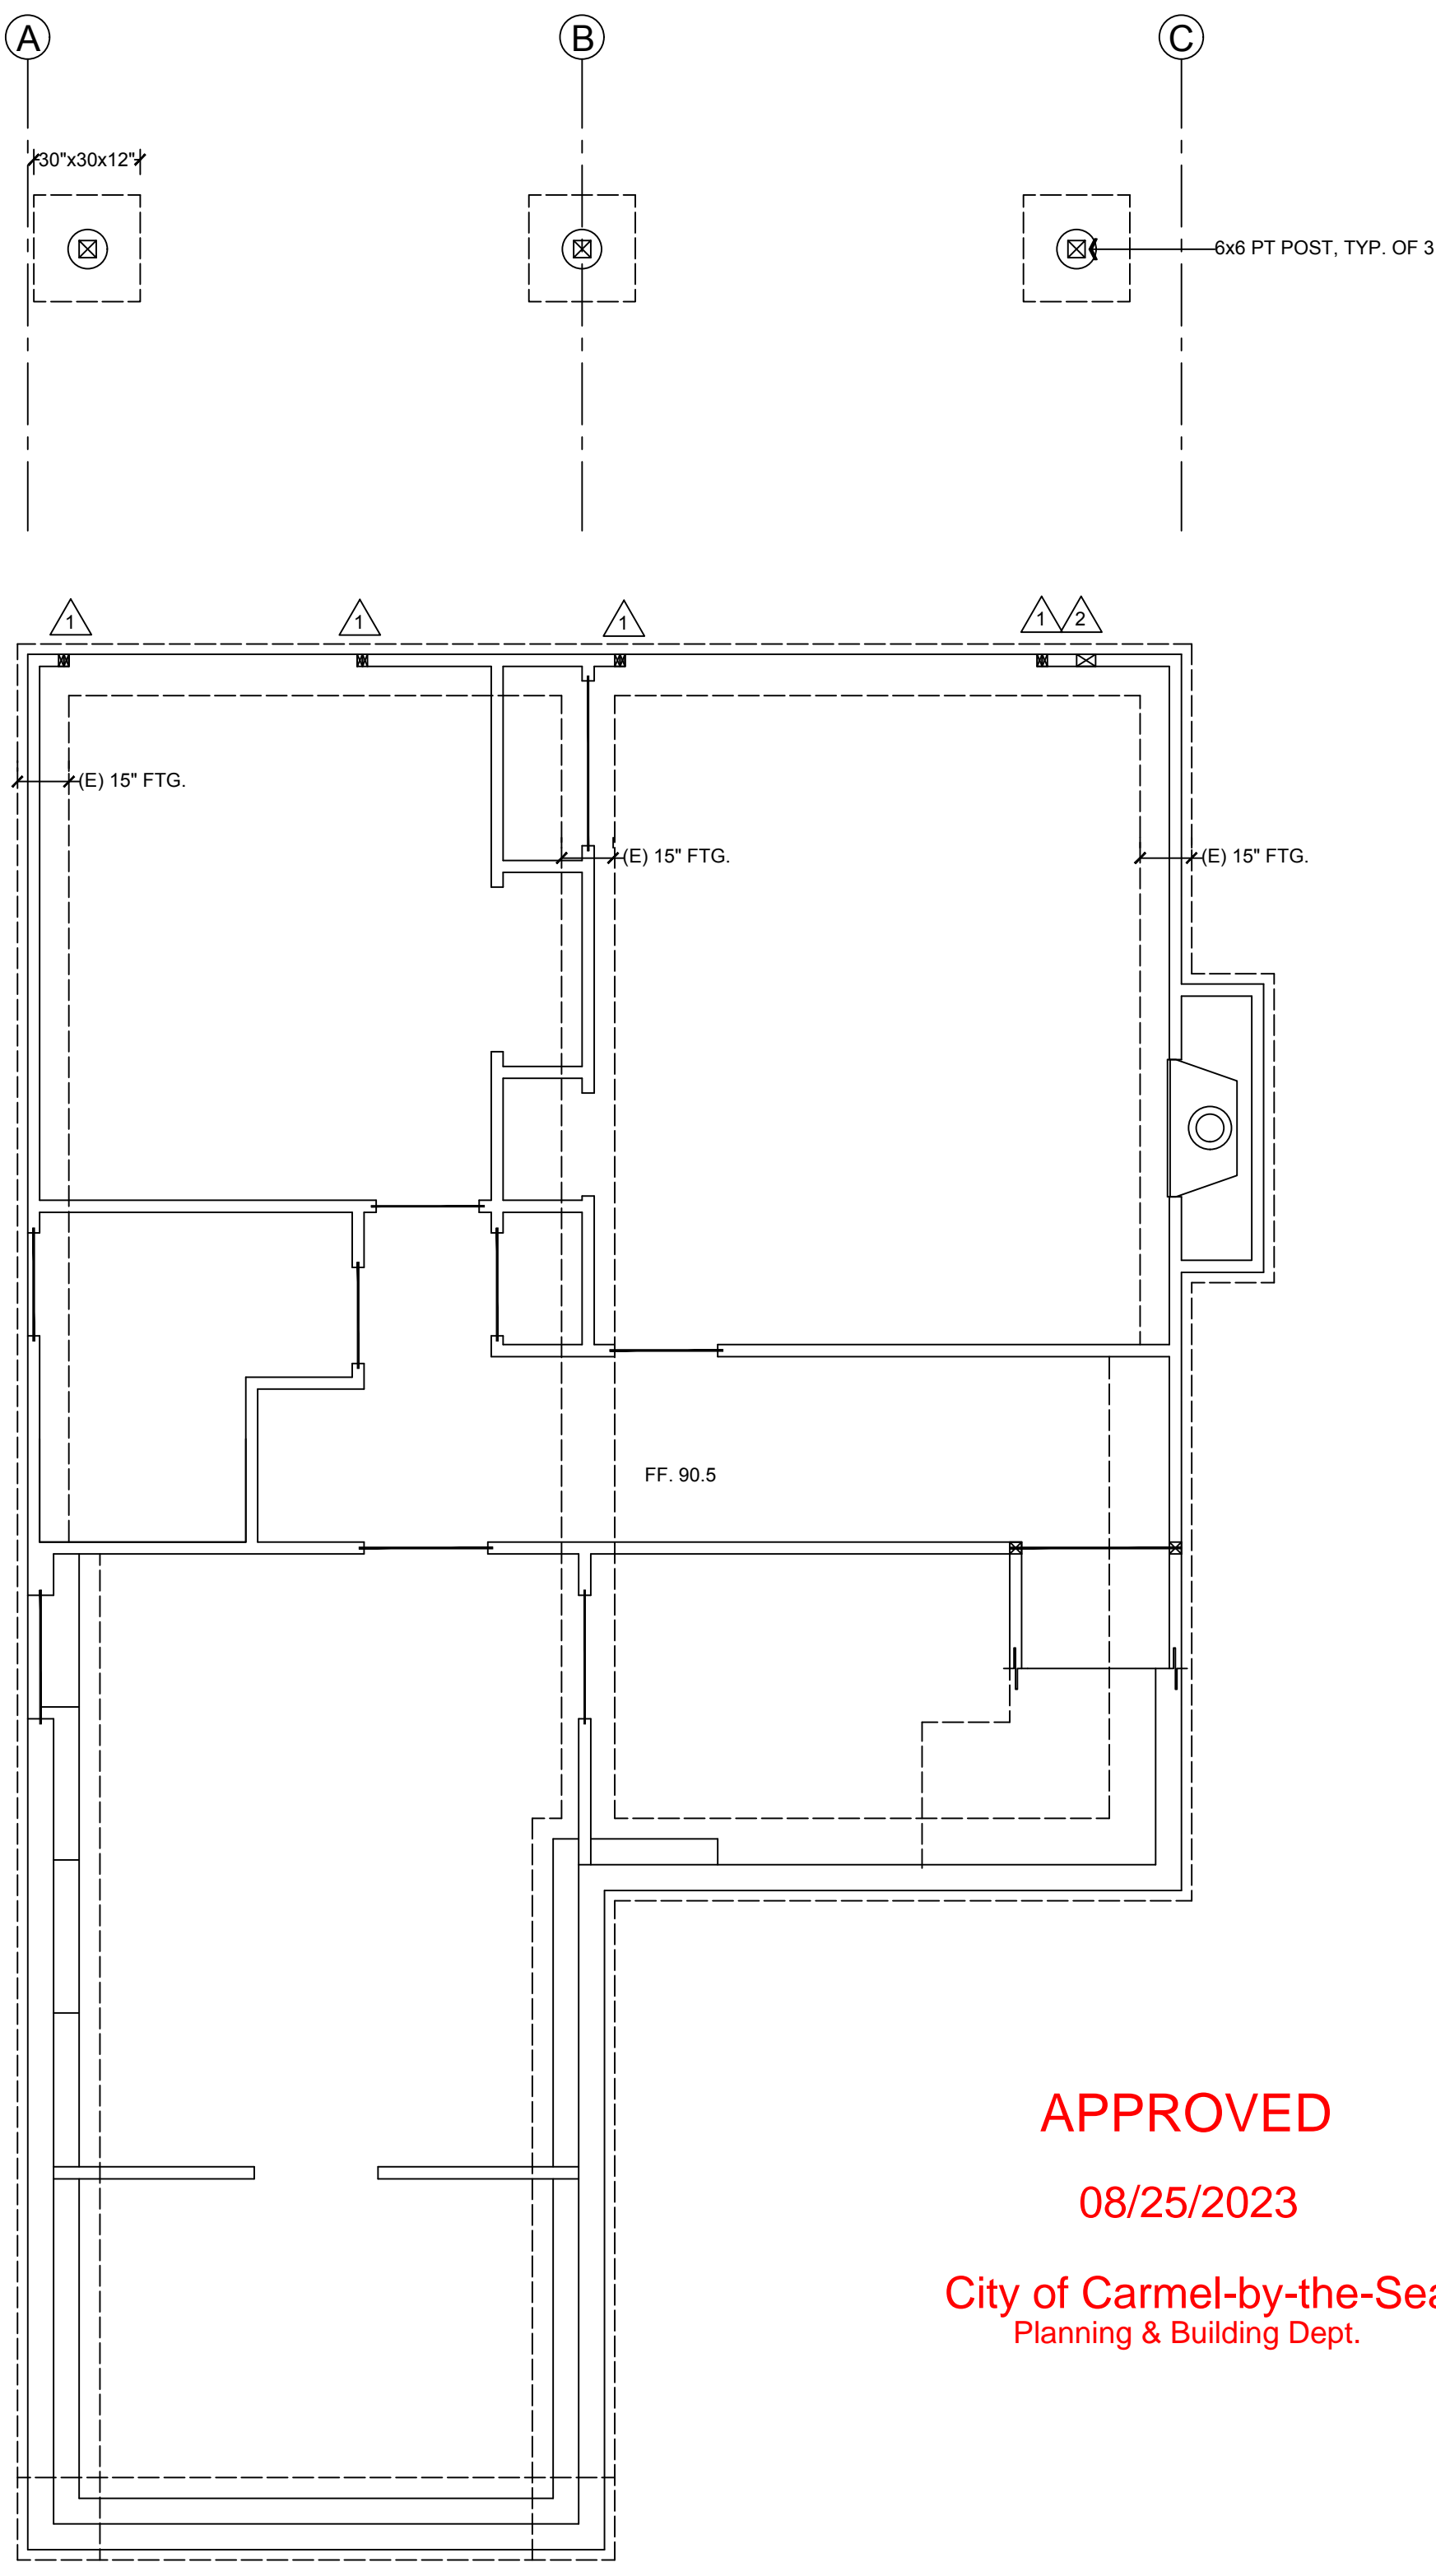 A
B
C
30"x30x12"
6x6 PT POST, TYP. OF 3
1
1
1
1
2
(E) 15" FTG.
(E) 15" FTG.
(E) 15" FTG.
FF. 90.5
APPROVED
08/25/2023
City of Carmel-by-the-Sea
Planning & Building Dept.